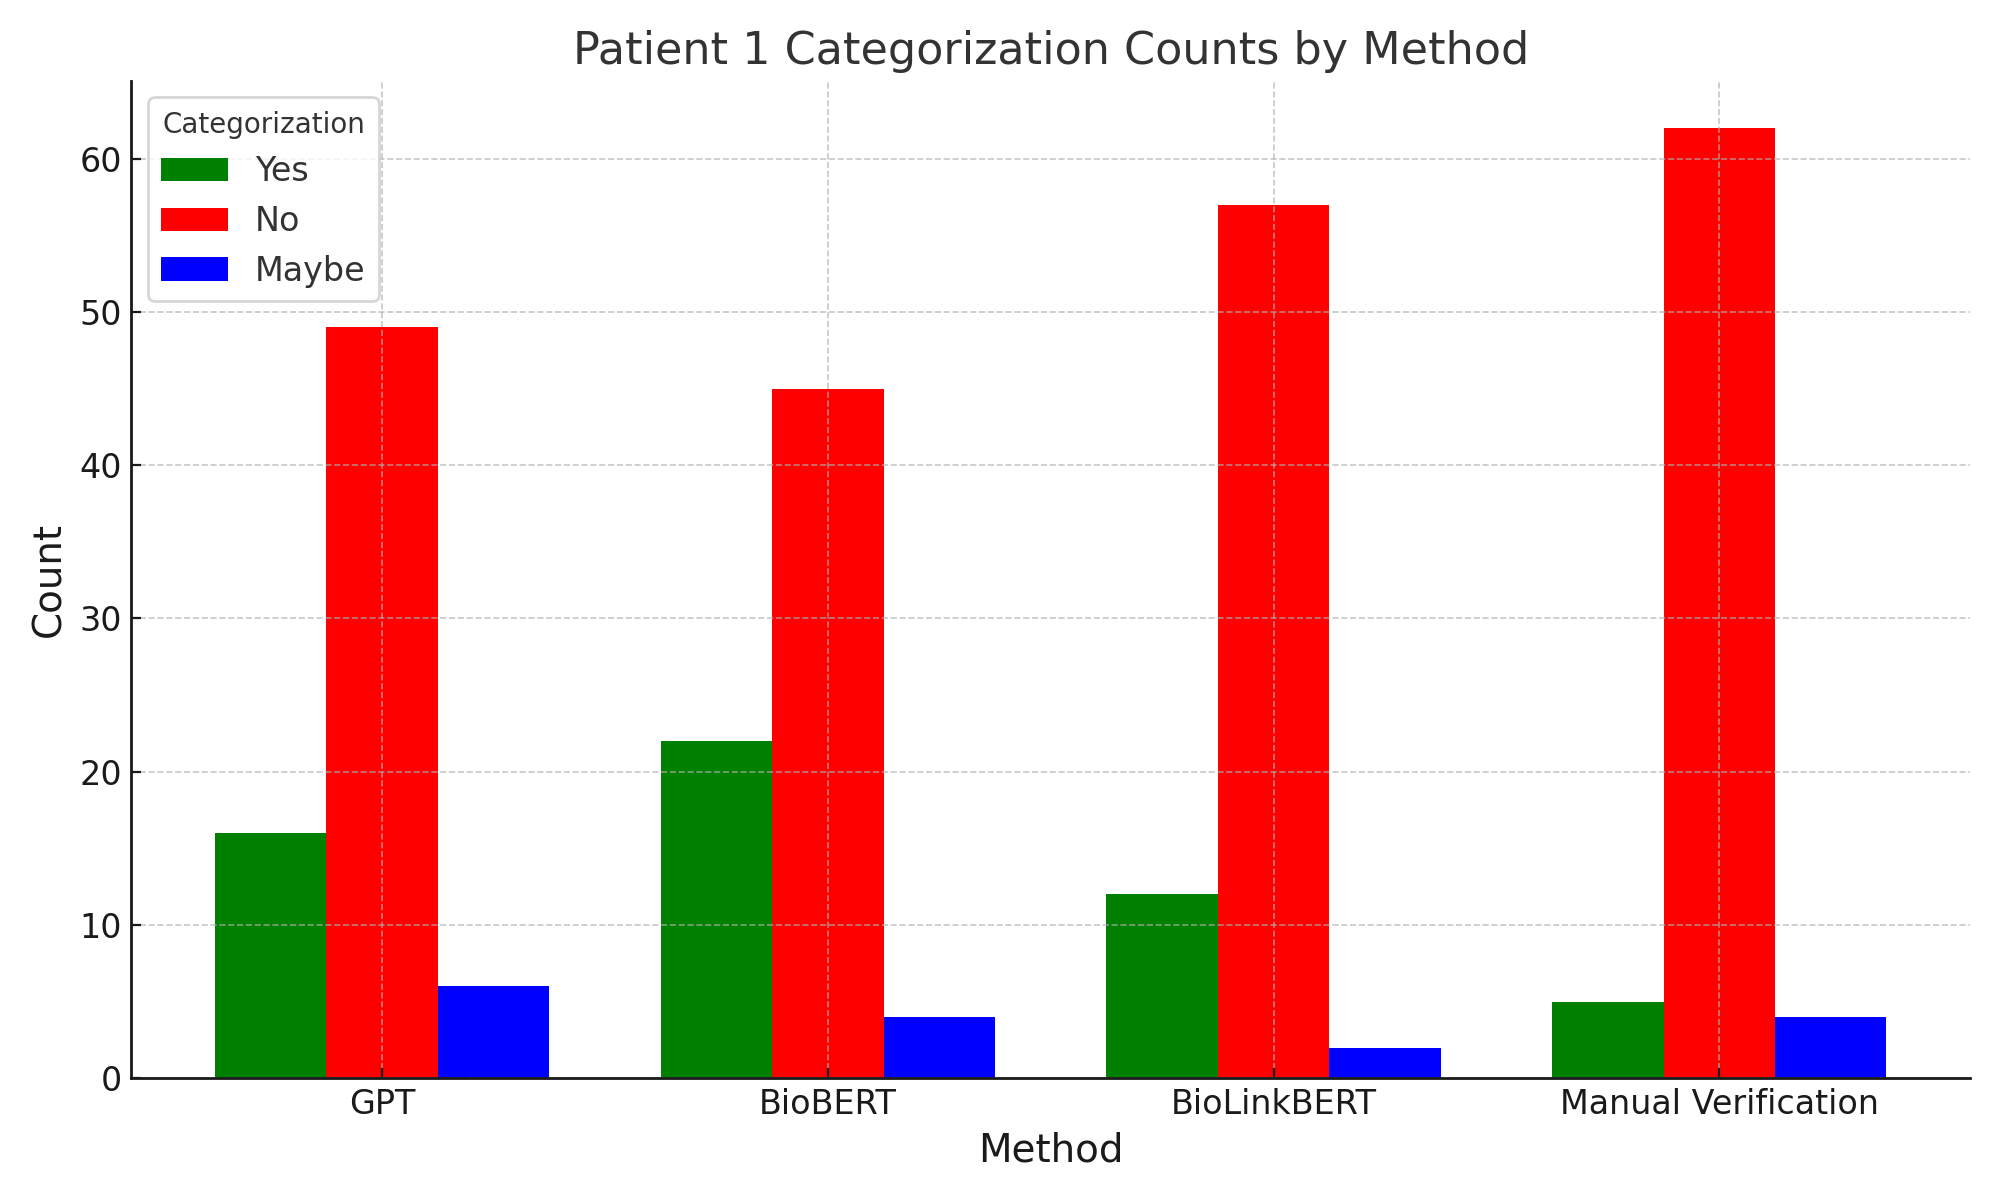 Patient 1 Categorization Counts by Method
Categorization
Yes
No
Maybe
60
50
40
30
20
10
0
Count
GPT
BioBERT
BioLinkBERT
Manual Verification
Method